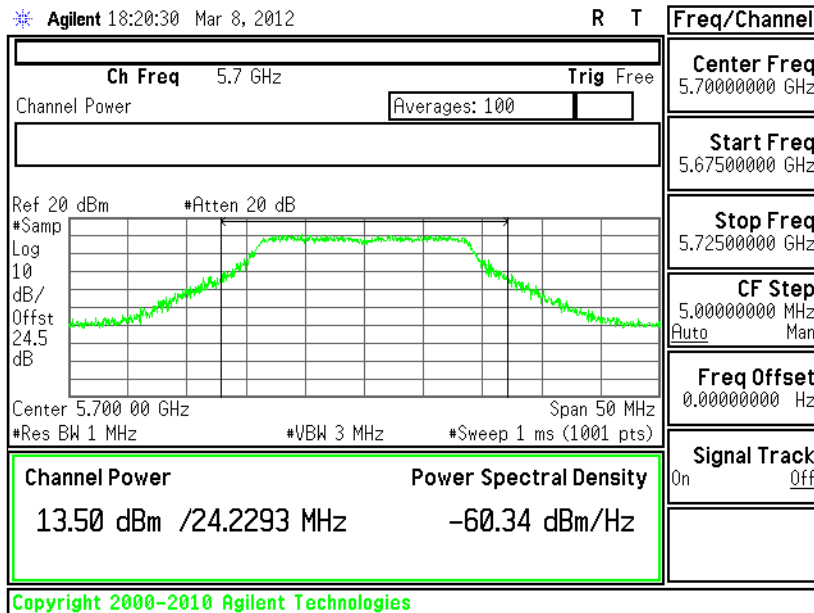 Agilent 18:20:30 Mar 8, 2012 R T
Freq/Channel
Ch Freq 5.7 GHz Trig Free
Channel Power Averages: 100
Center Freq
5.70000000 GHz
Start Freq
5.67500000 GHz
Stop Freq
5.72500000 GHz
CF Step
5.00000000 MHz
Auto Man
Freq Offset
0.00000000 Hz
Signal Track
On Off
Ref 20 dBm #Atten 20 dB
#Samp
Log
10
dB/
Offst
24.5
dB
Center 5.700 00 GHz Span 50 MHz
#Res BW 1 MHz #VBW 3 MHz #Sweep 1 ms (1001 pts)
Channel Power Power Spectral Density
13.50 dBm /24.2293 MHz -60.34 dBm/Hz
Copyright 2000-2010 Agilent Technologies